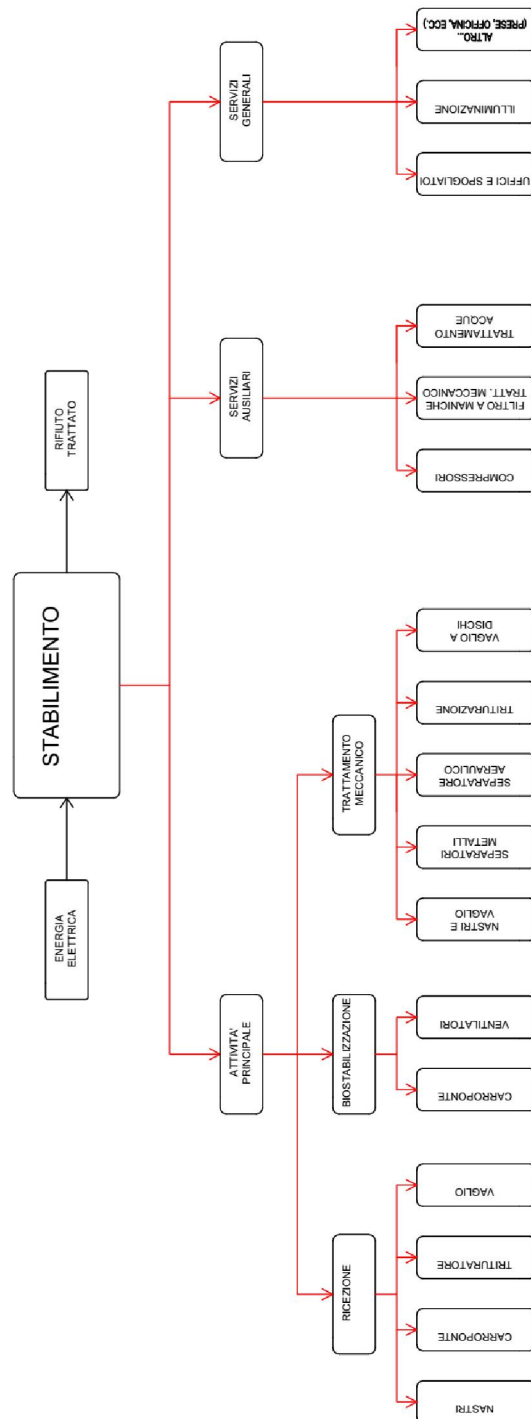 ENERGIA
ELETTRICA
STABILIMENTO
RIFIUTO
TRATTATO
ATTIVITA'
PRINCIPALE
SERVIZI
AUSILIARI
SERVIZI
GENERALI
RICEZIONE
BIOSTABILIZZAZIONE
TRATTAMENTO
MECCANICO
NASTRI
CARROPONTE
TRITURATORE
VAGLIO
CARROPONTE
VENTILATORI
NASTRI E
VAGLIO
SEPARATORI
METALLI
SEPARATORE
AERAULICO
TRITURAZIONE
VAGLIO A
DISCHI
COMPRESSORI
FILTRO A MANICHE
TRATT. MECCANICO
TRATTAMENTO
ACQUE
UFFICI E SPOGLIATOI
ILLUMINAZIONE
ALTRO...
(PRESE, OFFICINA, ECC.)